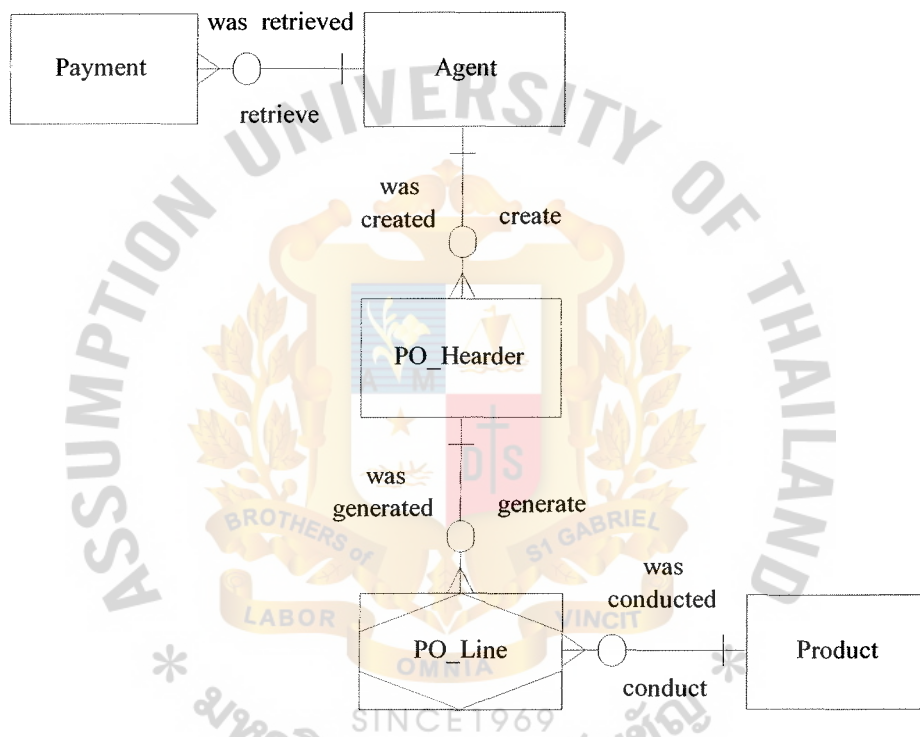 was retrieved
Payment
Agent
retrieve
was
created
create
PO_Hearder
was
generated
generate
was
conducted
PO_Line
Product
conduct
ASSUMPTION UNIVERSITY OF THAILAND
A M
D S
BROTHERS of
S1 GABRIEL
LABOR
VINCIT
OMNIA
SINCE1969